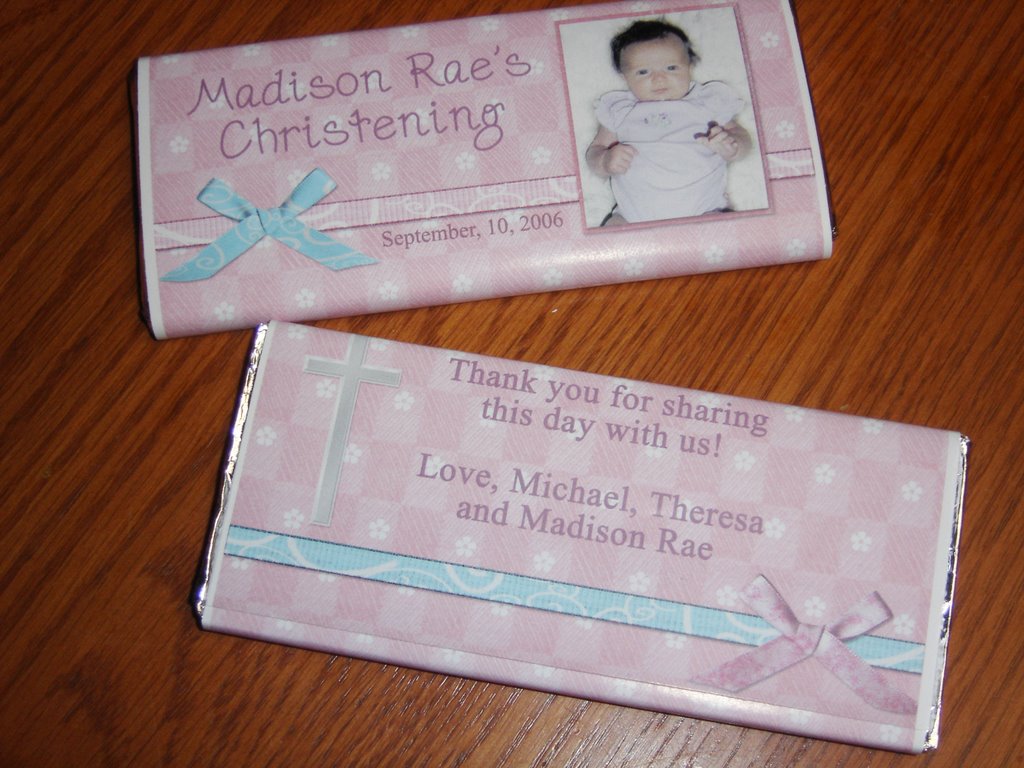 Madison Rae's
Christening
September, 10, 2006
Thank you for sharing
this day with us!
Love, Michael, Theresa
and Madison Rae